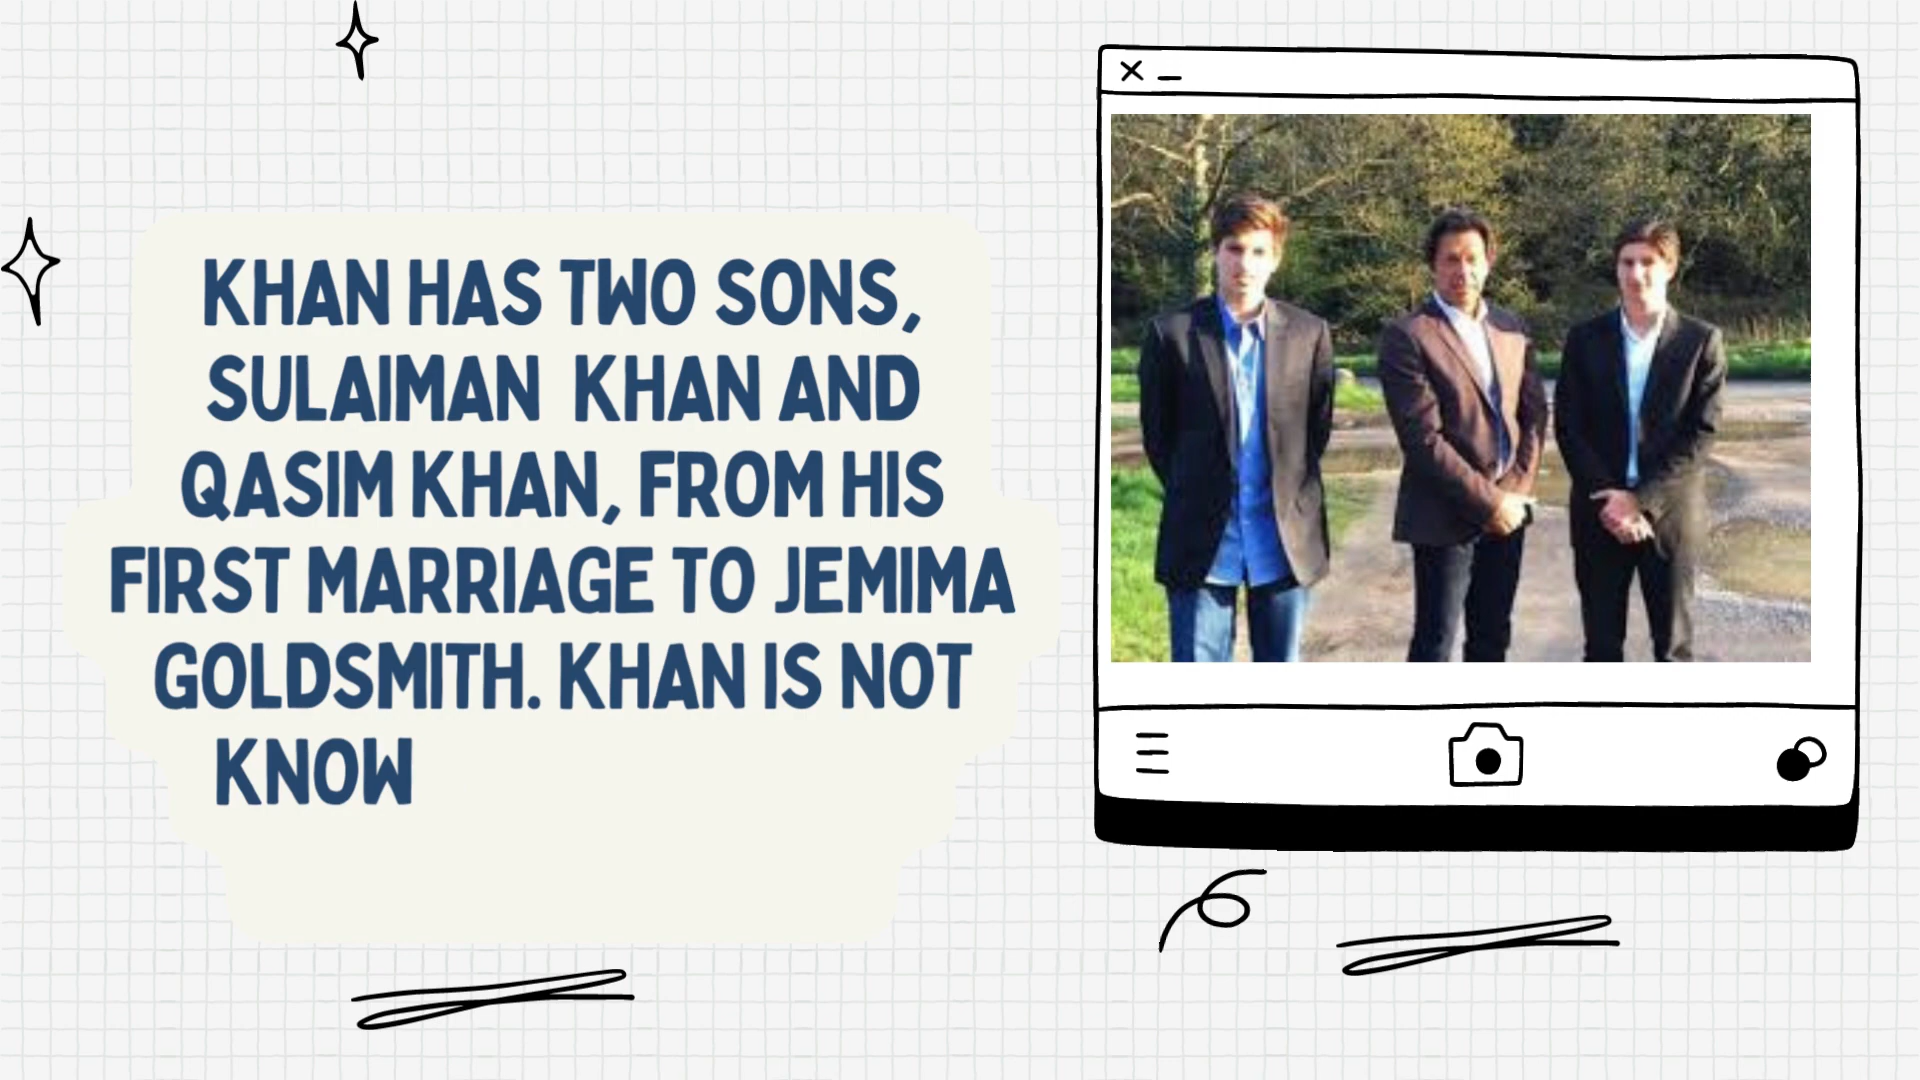 KHAN HAS TWO SONS,
SULAIMAN KHAN AND
QASIM KHAN, FROM HIS
FIRST MARRIAGE TO JEMIMA
GOLDSMITH. KHAN IS NOT
KNOW